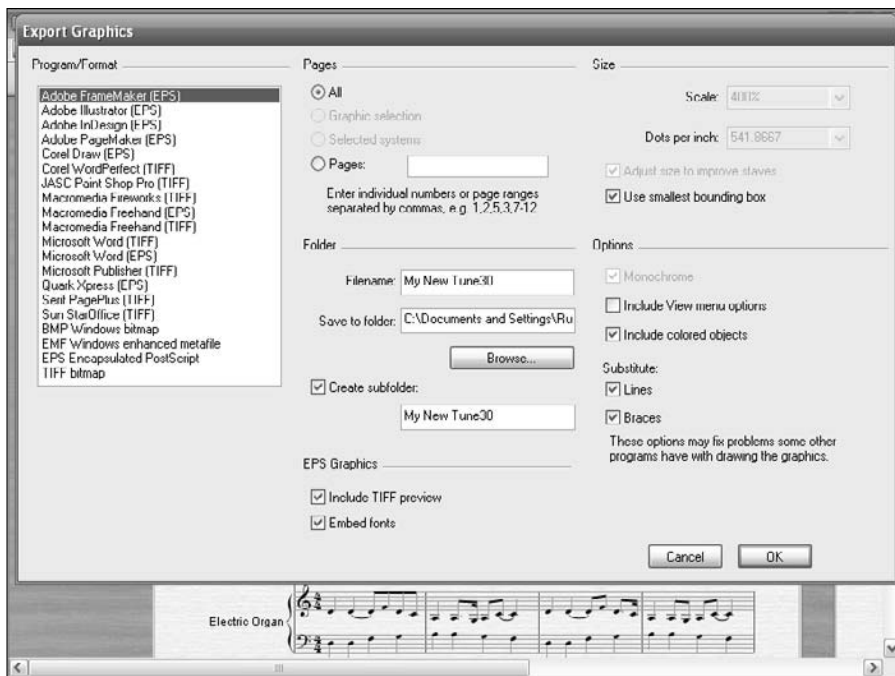 Export Graphics
Program/Format
Adobe FrameMaker (EPS)
Adobe Illustrator (EPS)
Adobe InDesign (EPS)
Adobe PageMaker (EPS)
Corel Draw (EPS)
Corel WordPerfect (TIFF)
JASC Paint Shop Pro (TIFF)
Macromedia Fireworks (TIFF)
Macromedia Freehand (EPS)
Macromedia Freehand (TIFF)
Microsoft Word (TIFF)
Microsoft Word (EPS)
Microsoft Publisher (TIFF)
Quark Xpress (EPS)
Serif PagePlus (TIFF)
Sun StarOffice (TIFF)
BMP Windows bitmap
EMF Windows enhanced metafile
EPS Encapsulated PostScript
TIFF bitmap
Pages
All
Graphic selection
Selected systems
Pages:
Enter individual numbers or page ranges
separated by commas, e.g. 1,2,5,3,7-12
Folder
Filename: My New Tune30
Save to folder: C:\Documents and Settings\Ru
Browse...
Create subfolder:
My New Tune30
EPS Graphics
Include TIFF preview
Embed fonts
Size
Scale: 400%
Dots per inch: 541.8667
Adjust size to improve staves
Use smallest bounding box
Options
Monochrome
Include View menu options
Include colored objects
Substitute:
Lines
Braces
These options may fix problems some other
programs have with drawing the graphics.
Cancel
OK
Electric Organ